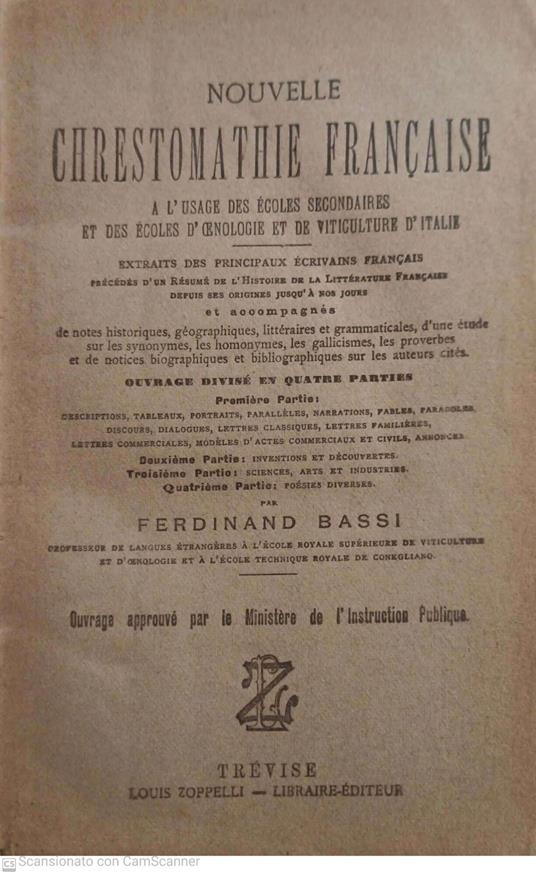 NOUVELLE
CHRESTOMATHIE FRANÇAISE
A L'USAGE DES ÉCOLES SECONDAIRES
ET DES ÉCOLES D'ŒNOLOGIE ET DE VITICULTURE D'ITALIE
EXTRAITS DES PRINCIPAUX ÉCRIVAINS FRANÇAIS
PRÉCÉDÉS D'UN RÉSUMÉ DE L'HISTOIRE DE LA LITTÉRATURE FRANÇAISE
DEPUIS SES ORIGINES JUSQU'À NOS JOURS
et accompagnés
de notes historiques, géographiques, littéraires et grammaticales, d'une étude
sur les synonymes, les homonymes, les gallicismes, les proverbes
et de notices biographiques et bibliographiques sur les auteurs cités.
OUVRAGE DIVISÉ EN QUATRE PARTIES
Première Partie:
DESCRIPTIONS, TABLEAUX, PORTRAITS, PARALLÈLES, NARRATIONS, FABLES, PARABOLES,
DISCOURS, DIALOGUES, LETTRES CLASSIQUES, LETTRES FAMILIÈRES,
LETTRES COMMERCIALES, MODÈLES D'ACTES COMMERCIAUX ET CIVILS, ANNONCES
Deuxième Partie: INVENTIONS ET DÉCOUVERTES.
Troisième Partie: SCIENCES, ARTS ET INDUSTRIES.
Quatrième Partie: POÉSIES DIVERSES.
PAR
FERDINAND BASSI
PROFESSEUR DE LANGUES ÉTRANGÈRES À L'ÉCOLE ROYALE SUPÉRIEURE DE VITICULTURE
ET D'ŒNOLOGIE ET À L'ÉCOLE TECHNIQUE ROYALE DE CONEGLIANO.
Ouvrage approuvé par le Ministère de l'Instruction Publique.
TRÉVISE
LOUIS ZOPPELLI — LIBRAIRE-ÉDITEUR
CS Scansionato con CamScanner